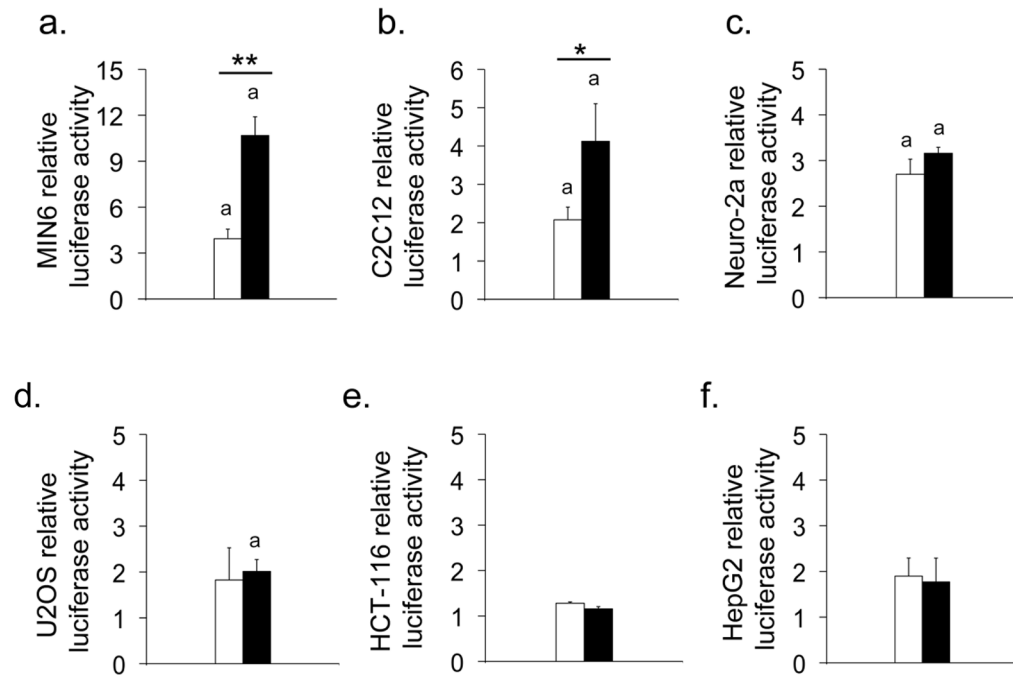 a.
MIN6 relative
luciferase activity
15
12
9
6
3
0
**
a
a
b.
C2C12 relative
luciferase activity
6
5
4
3
2
1
0
*
a
a
c.
Neuro-2a relative
luciferase activity
5
4
3
2
1
0
a
a
d.
U2OS relative
luciferase activity
5
4
3
2
1
0
a
e.
HCT-116 relative
luciferase activity
5
4
3
2
1
0
f.
HepG2 relative
luciferase activity
5
4
3
2
1
0